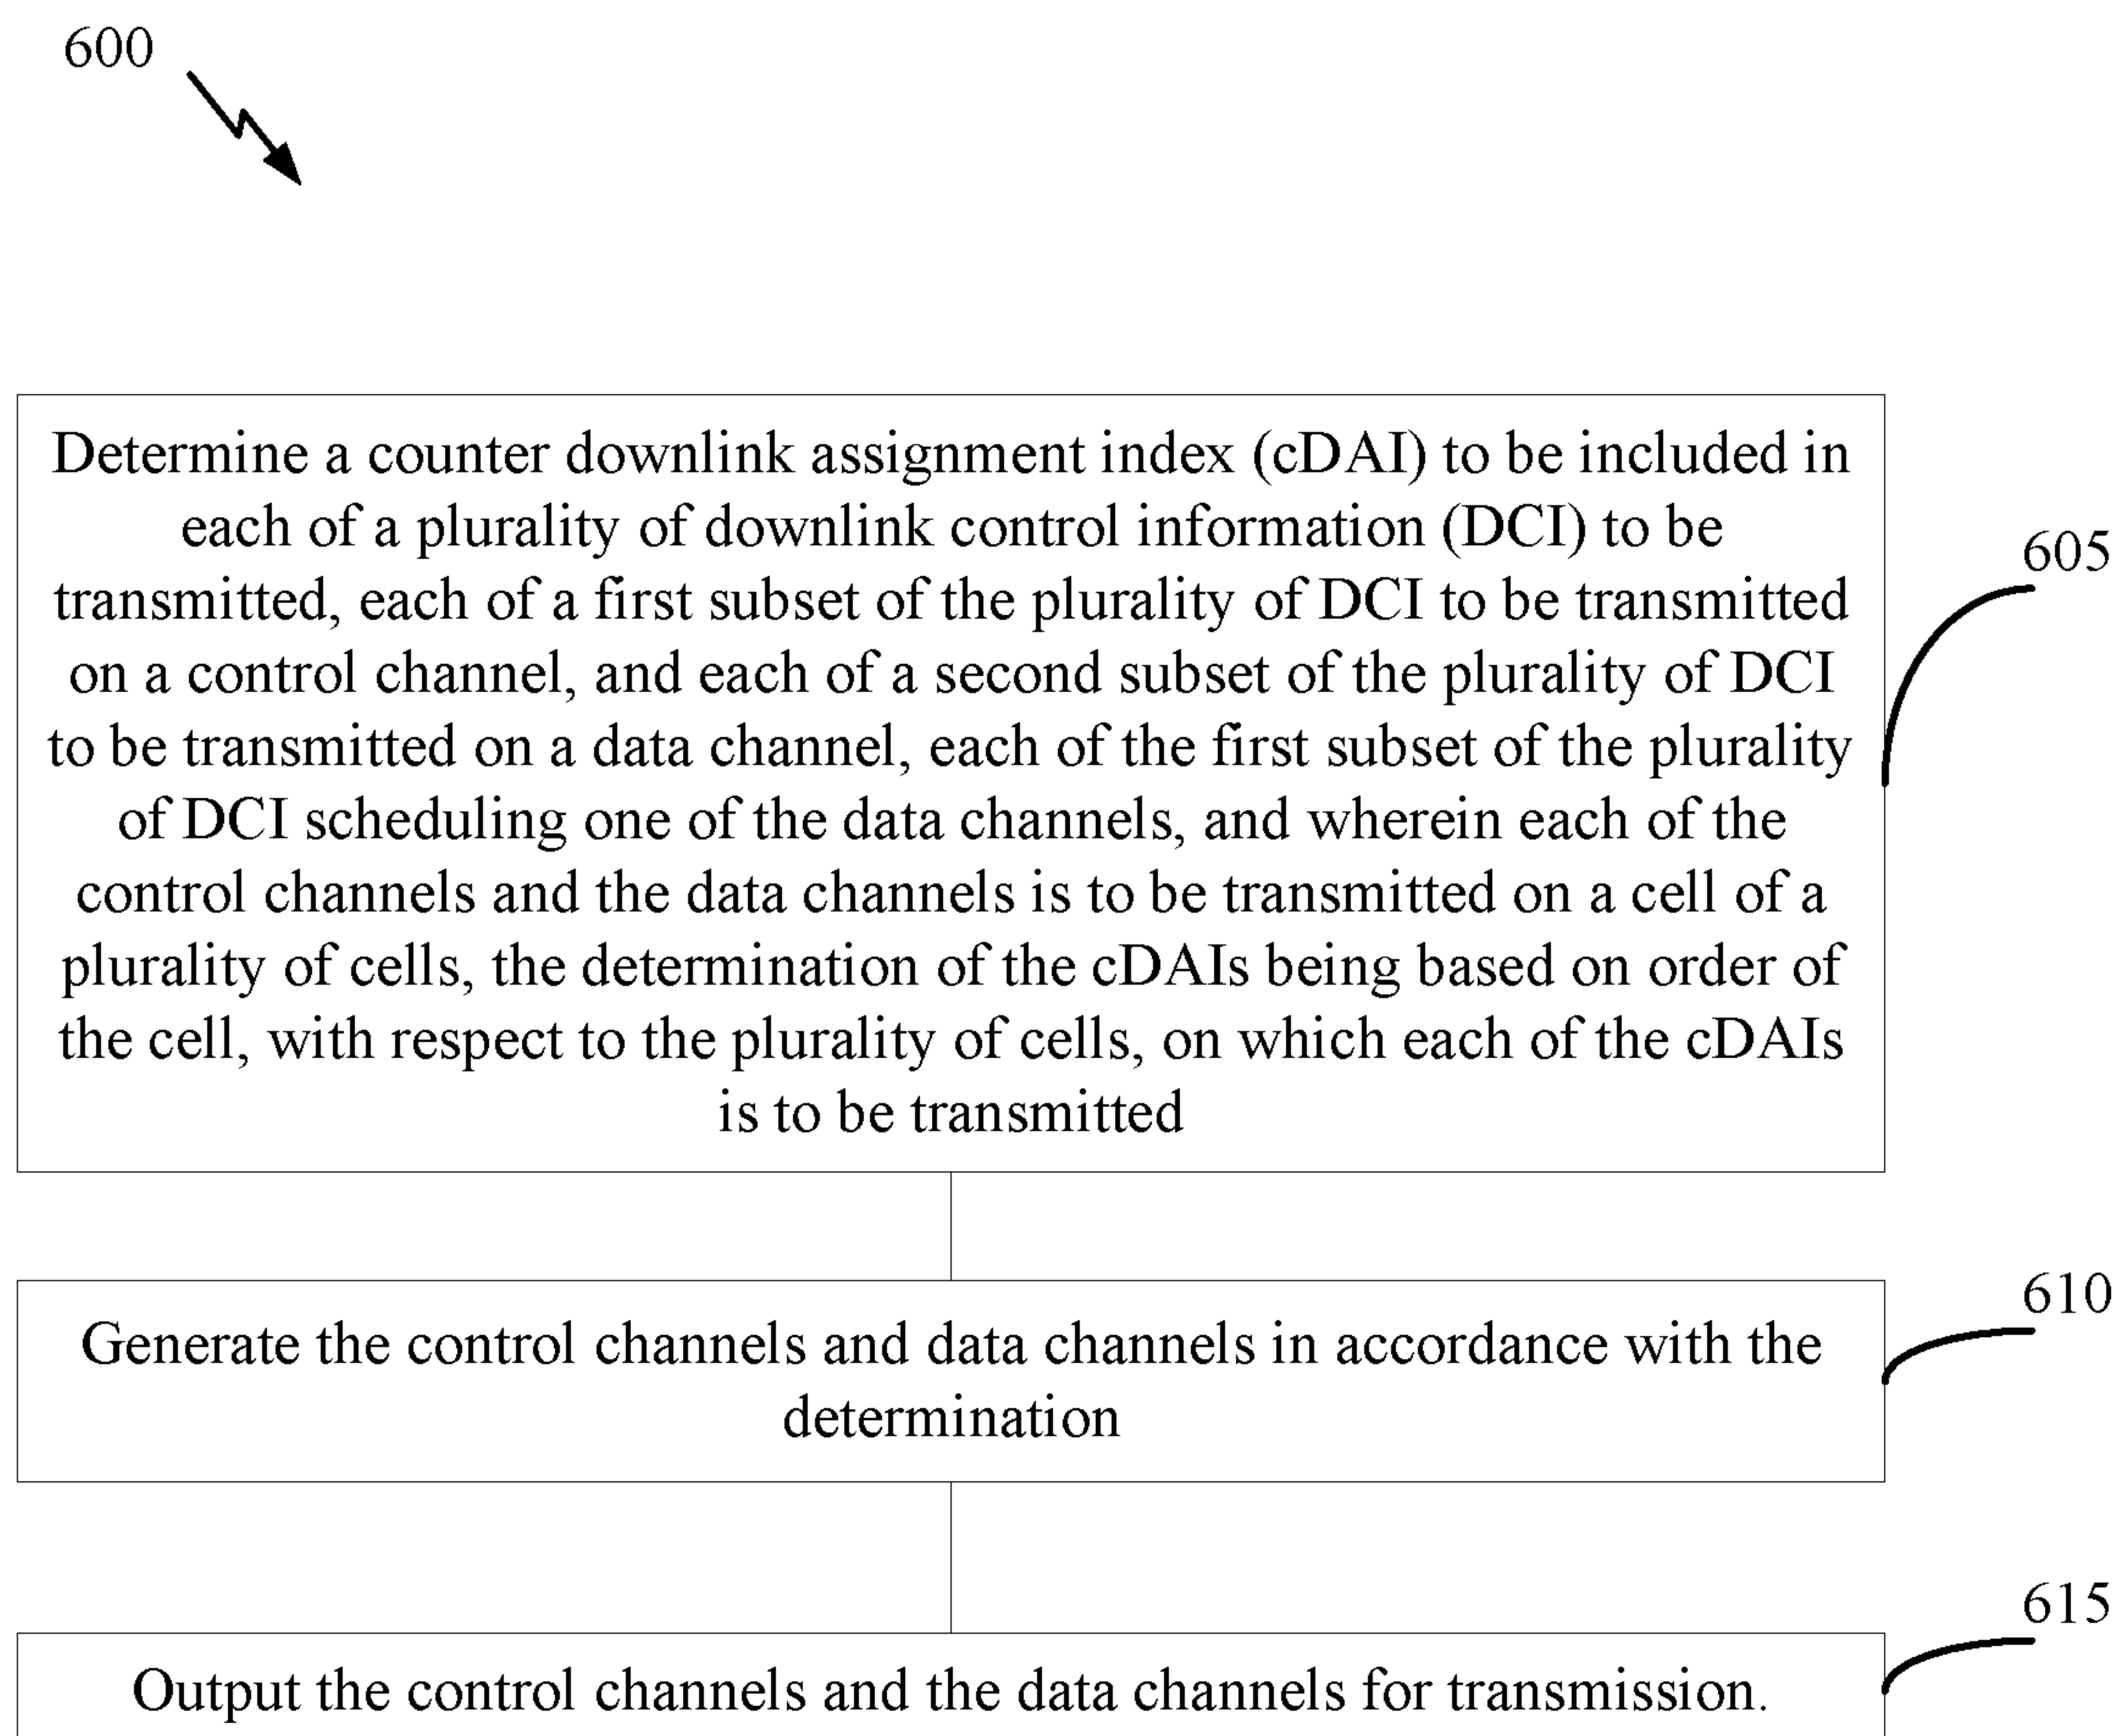 600
Determine a counter downlink assignment index (cDAI) to be included in
each of a plurality of downlink control information (DCI) to be
transmitted, each of a first subset of the plurality of DCI to be transmitted
on a control channel, and each of a second subset of the plurality of DCI
to be transmitted on a data channel, each of the first subset of the plurality
of DCI scheduling one of the data channels, and wherein each of the
control channels and the data channels is to be transmitted on a cell of a
plurality of cells, the determination of the cDAIs being based on order of
the cell, with respect to the plurality of cells, on which each of the cDAIs
is to be transmitted
605
Generate the control channels and data channels in accordance with the
determination
610
Output the control channels and the data channels for transmission.
615